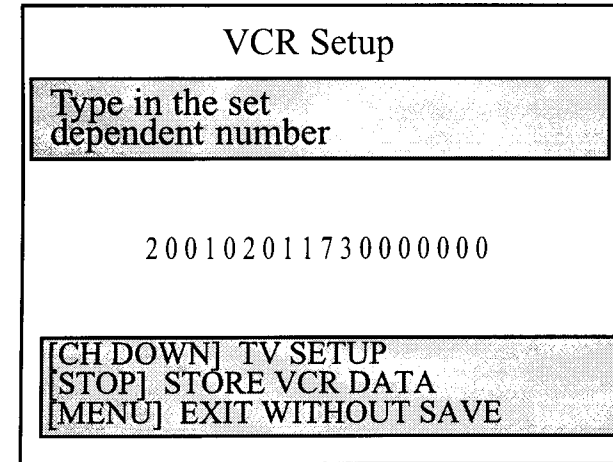 VCR Setup
Type in the set
dependent number
200102011730000000
[CH DOWN] TV SETUP
[STOP] STORE VCR DATA
[MENU] EXIT WITHOUT SAVE